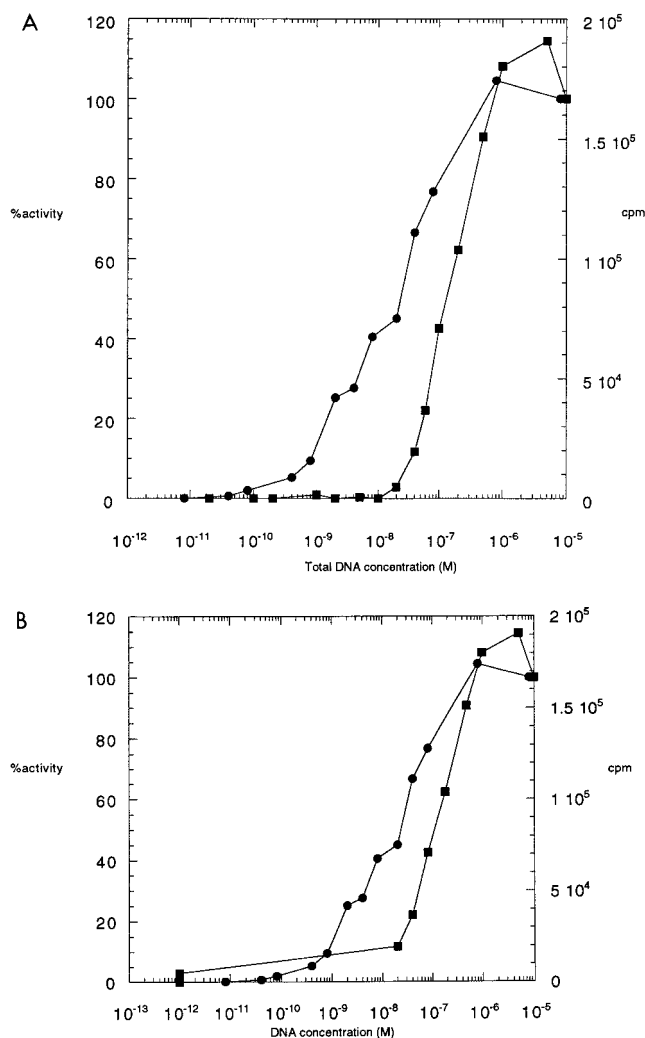 A
120
100
80
60
40
20
0
%activity
2 10⁵
1.5 10⁵
1 10⁵
5 10⁴
0
cpm
10⁻¹² 10⁻¹¹ 10⁻¹⁰ 10⁻⁹ 10⁻⁸ 10⁻⁷ 10⁻⁶ 10⁻⁵
Total DNA concentration (M)
B
120
100
80
60
40
20
0
%activity
2 10⁵
1.5 10⁵
1 10⁵
5 10⁴
0
cpm
10⁻¹³ 10⁻¹² 10⁻¹¹ 10⁻¹⁰ 10⁻⁹ 10⁻⁸ 10⁻⁷ 10⁻⁶ 10⁻⁵
DNA concentration (M)